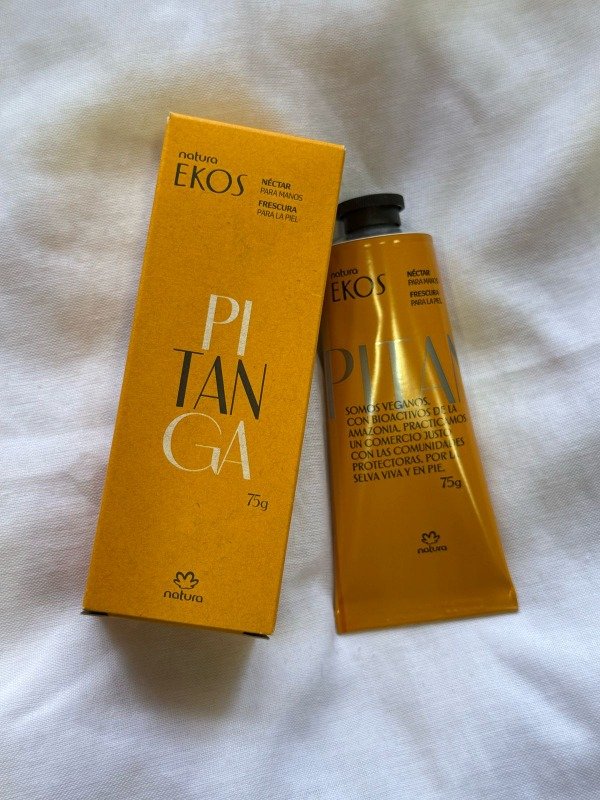 natura
EKOS
NÉCTAR
PARA MANOS
FRESCURA
PARA LA PIEL
PI
TAN
GA
75g
natura
natura
EKOS
NÉCTAR
PARA MANOS
FRESCURA
PARA LA PIEL
PITAN
SOMOS VEGANOS.
CON BIOACTIVOS DE LA
AMAZONIA. PRACTICAMOS
UN COMERCIO JUSTO
CON LAS COMUNIDADES
PROTECTORAS. POR LA
SELVA VIVA Y EN PIE.
75g
natura